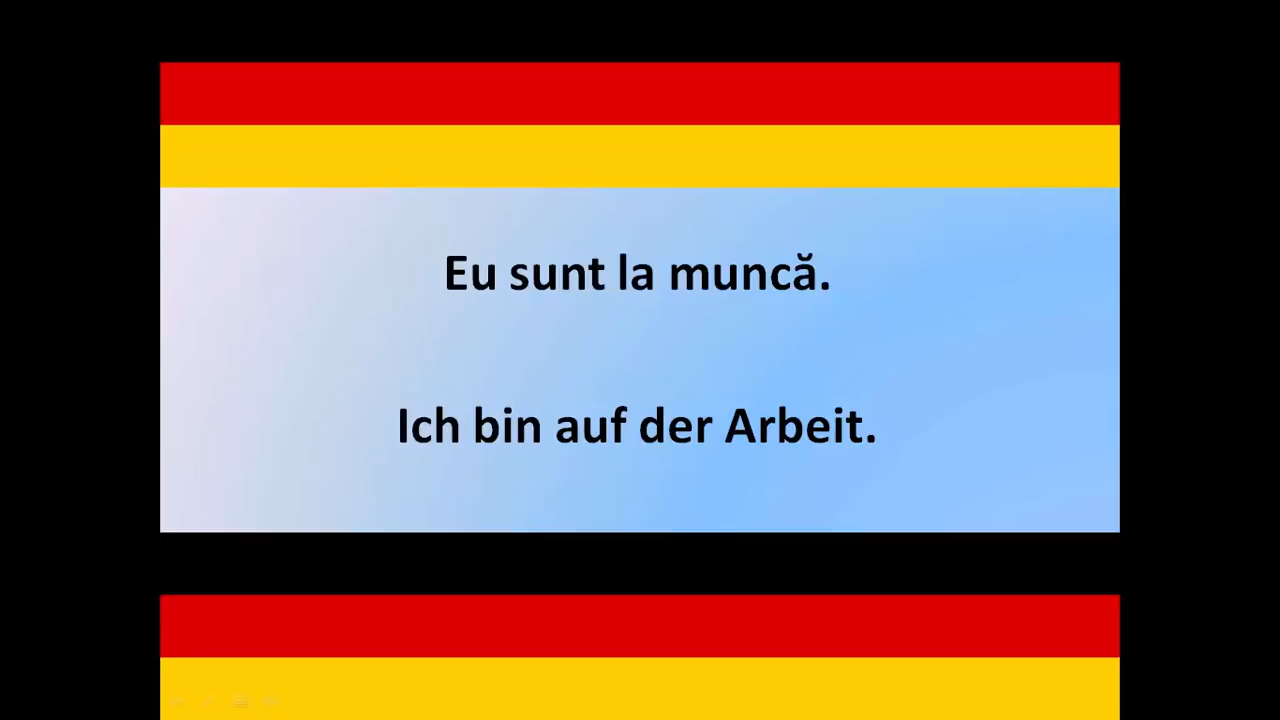 Eu sunt la muncă.
Ich bin auf der Arbeit.